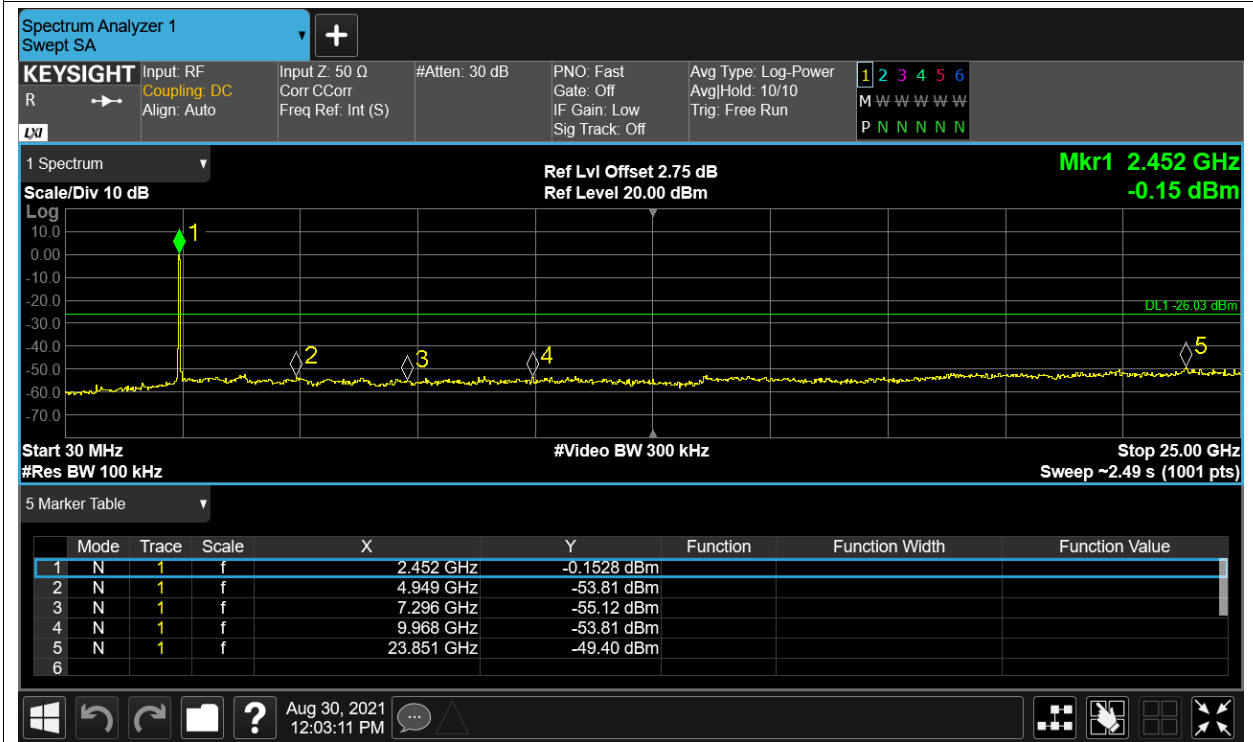 Spectrum Analyzer 1
Swept SA
+
KEYSIGHT Input: RF Input Z: 50 Ω #Atten: 30 dB PNO: Fast Avg Type: Log-Power 1 2 3 4 5 6
R Coupling: DC Corr CCorr Gate: Off Avg|Hold: 10/10 M W W W W W
Align: Auto Freq Ref: Int (S) IF Gain: Low Trig: Free Run
LXI Sig Track: Off P N N N N N
1 Spectrum Ref Lvl Offset 2.75 dB Mkr1 2.452 GHz
Scale/Div 10 dB Ref Level 20.00 dBm -0.15 dBm
Log
10.0 1
0.00
-10.0
-20.0 DL1 -26.03 dBm
-30.0
-40.0 2 3 4 5
-50.0
-60.0
-70.0
Start 30 MHz #Video BW 300 kHz Stop 25.00 GHz
#Res BW 100 kHz Sweep ~2.49 s (1001 pts)
5 Marker Table
Mode Trace Scale X Y Function Function Width Function Value
1 N 1 f 2.452 GHz -0.1528 dBm
2 N 1 f 4.949 GHz -53.81 dBm
3 N 1 f 7.296 GHz -55.12 dBm
4 N 1 f 9.968 GHz -53.81 dBm
5 N 1 f 23.851 GHz -49.40 dBm
6
? Aug 30, 2021
12:03:11 PM